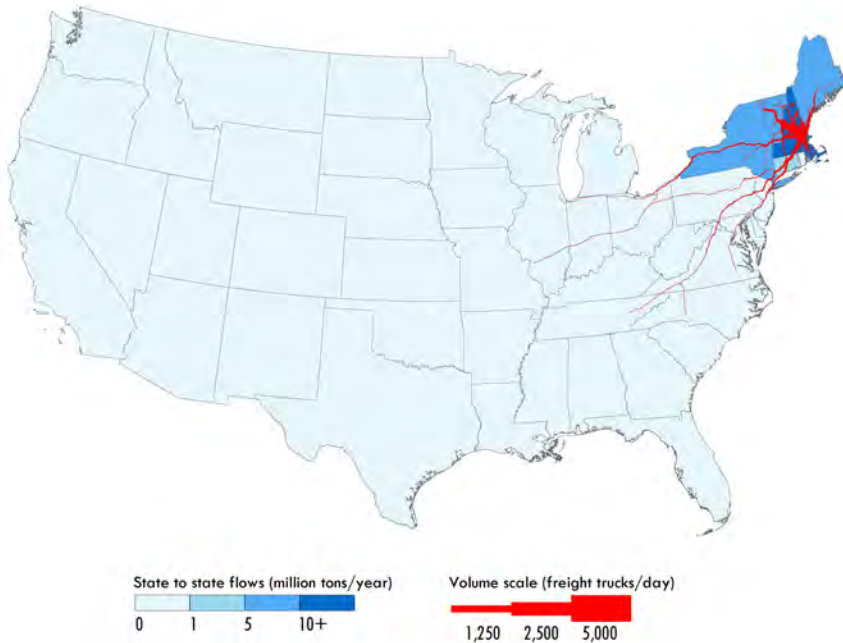 State to state flows (million tons/year)
0 1 5 10+
Volume scale (freight trucks/day)
1,250 2,500 5,000